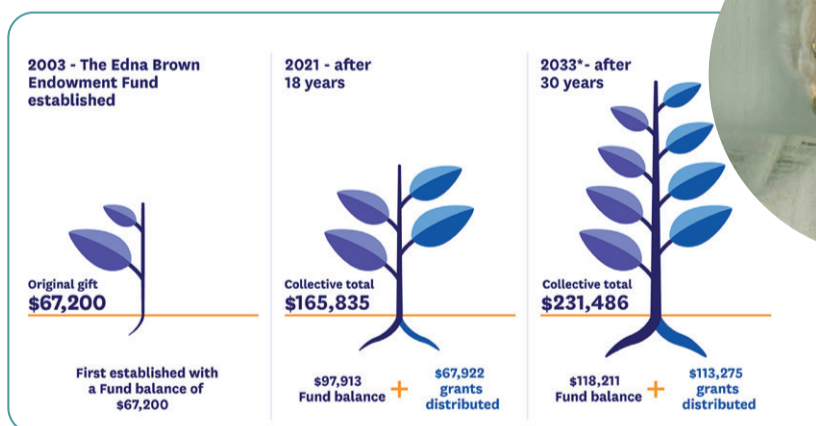 2003 - The Edna Brown
Endowment Fund
established
Original gift
$67,200
First established with
a Fund balance of
$67,200
2021 - after
18 years
Collective total
$165,835
$97,913
Fund balance
+
$67,922
grants
distributed
2033*- after
30 years
Collective total
$231,486
$118,211
Fund balance
+
$113,275
grants
distributed